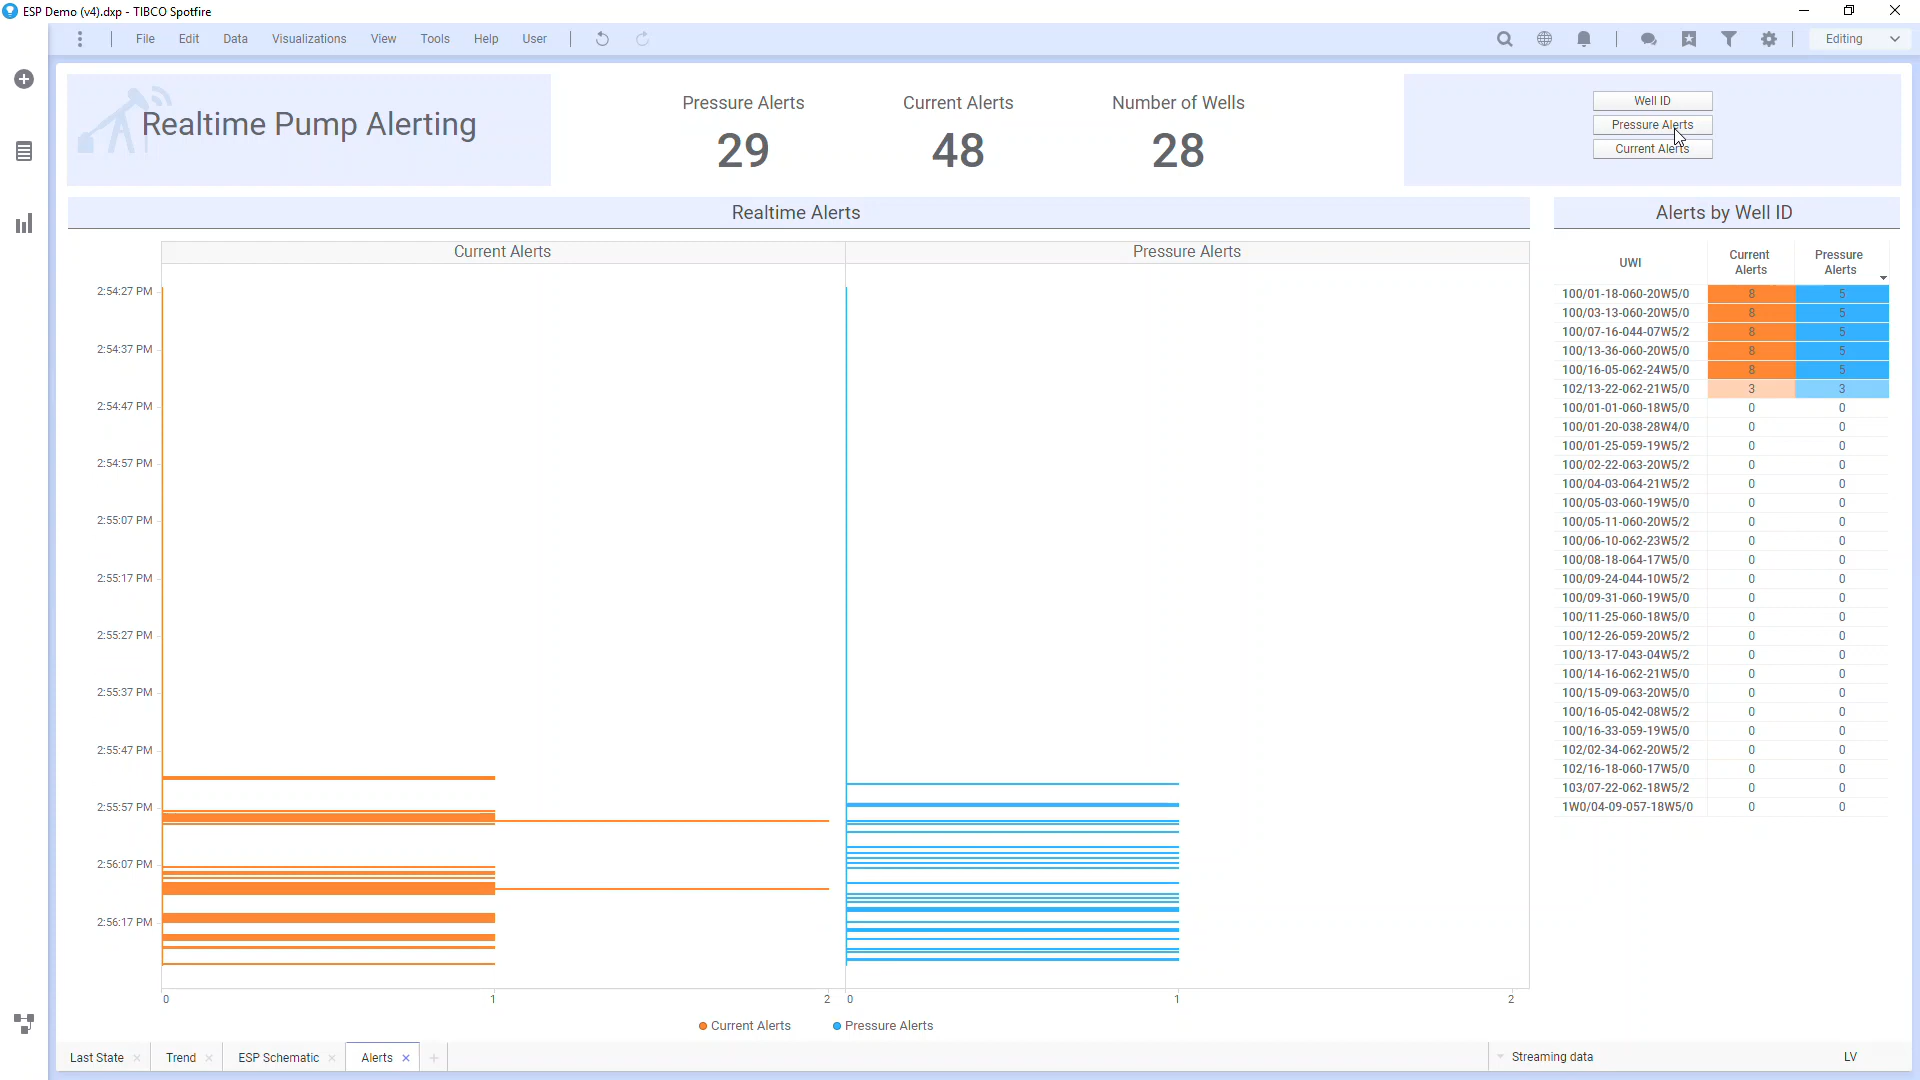 ESP Demo (v4).dxp - TIBCO Spotfire
File Edit Data Visualizations View Tools Help User Editing
Realtime Pump Alerting
Pressure Alerts Current Alerts Number of Wells
29 48 28
Well ID
Pressure Alerts
Current Alerts
Realtime Alerts
Current Alerts Pressure Alerts
2:54:27 PM
2:54:37 PM
2:54:47 PM
2:54:57 PM
2:55:07 PM
2:55:17 PM
2:55:27 PM
2:55:37 PM
2:55:47 PM
2:55:57 PM
2:56:07 PM
2:56:17 PM
0 1 2 0 1 2
Current Alerts Pressure Alerts
Alerts by Well ID
UWI Current Alerts Pressure Alerts
100/01-18-060-20W5/0 8 5
100/03-13-060-20W5/0 8 5
100/07-16-044-07W5/2 8 5
100/13-36-060-20W5/0 8 5
100/16-05-062-24W5/0 8 5
102/13-22-062-21W5/0 3 3
100/01-01-060-18W5/0 0 0
100/01-20-038-28W4/0 0 0
100/01-25-059-19W5/2 0 0
100/02-22-063-20W5/2 0 0
100/04-03-064-21W5/2 0 0
100/05-03-060-19W5/0 0 0
100/05-11-060-20W5/2 0 0
100/06-10-062-23W5/2 0 0
100/08-18-064-17W5/0 0 0
100/09-24-044-10W5/2 0 0
100/09-31-060-19W5/0 0 0
100/11-25-060-18W5/0 0 0
100/12-26-059-20W5/2 0 0
100/13-17-043-04W5/2 0 0
100/14-16-062-21W5/0 0 0
100/15-09-063-20W5/0 0 0
100/16-05-042-08W5/2 0 0
100/16-33-059-19W5/0 0 0
102/02-34-062-20W5/2 0 0
102/16-18-060-17W5/0 0 0
103/07-22-062-18W5/2 0 0
1W0/04-09-057-18W5/0 0 0
Last State Trend ESP Schematic Alerts Streaming data LV